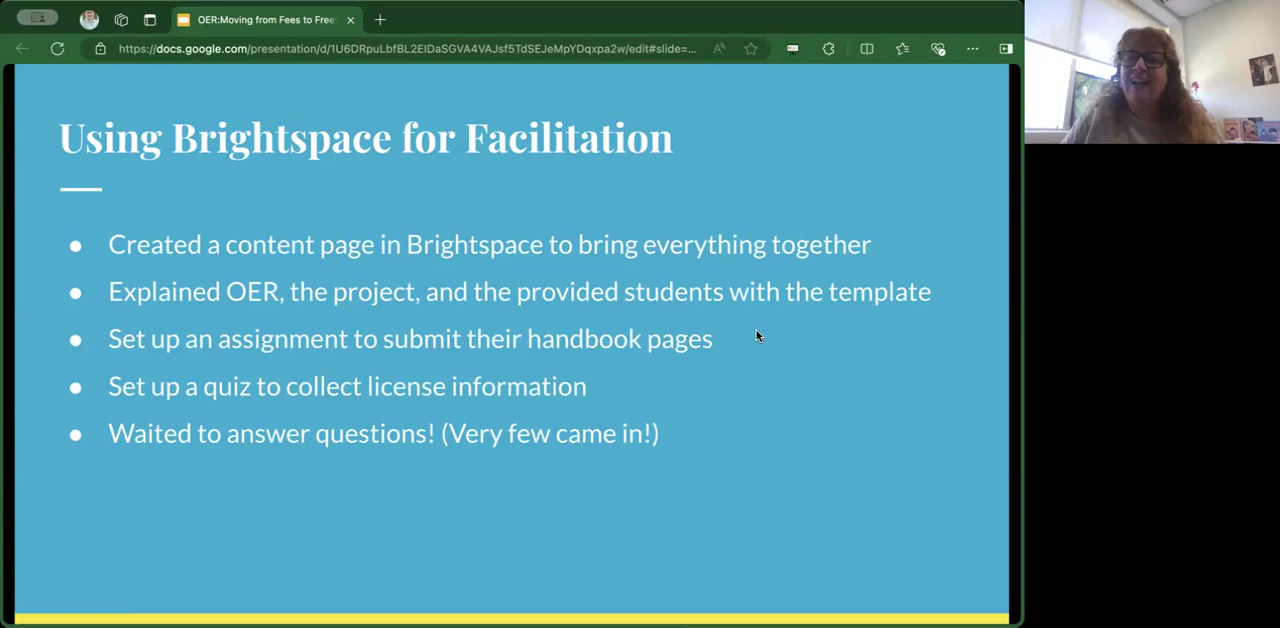 OER:Moving from Fees to Free
https://docs.google.com/presentation/d/1U6DRpuLbfBL2EIDaSGVA4VAJsf5TdSEJeMpYDqxpa2w/edit#slide=...
Using Brightspace for Facilitation
● Created a content page in Brightspace to bring everything together
● Explained OER, the project, and the provided students with the template
● Set up an assignment to submit their handbook pages
● Set up a quiz to collect license information
● Waited to answer questions! (Very few came in!)